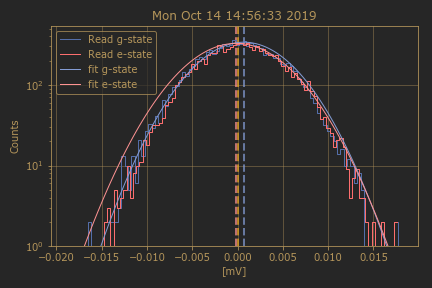 Mon Oct 14 14:56:33 2019
Read g-state
Read e-state
fit g-state
fit e-state
Counts
10²
10¹
10⁰
−0.020 −0.015 −0.010 −0.005 0.000 0.005 0.010 0.015
[mV]